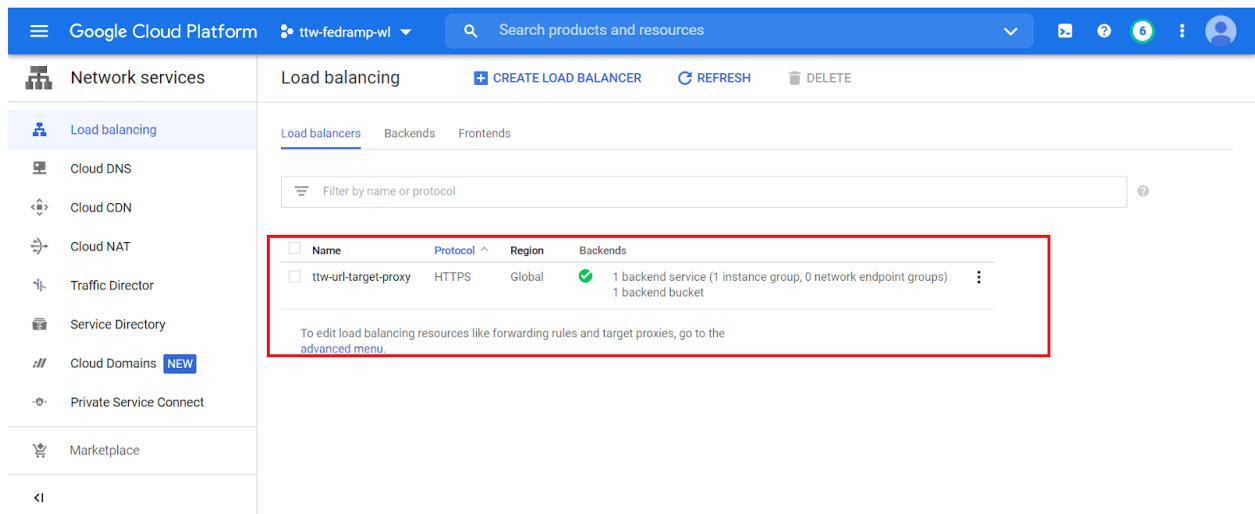 Google Cloud Platform ttw-fedramp-wl Search products and resources 6
Network services
Load balancing CREATE LOAD BALANCER REFRESH DELETE
Load balancing
Cloud DNS
Cloud CDN
Cloud NAT
Traffic Director
Service Directory
Cloud Domains NEW
Private Service Connect
Marketplace
Load balancers Backends Frontends
Filter by name or protocol
Name Protocol Region Backends
ttw-url-target-proxy HTTPS Global 1 backend service (1 instance group, 0 network endpoint groups)
1 backend bucket
To edit load balancing resources like forwarding rules and target proxies, go to the
advanced menu.